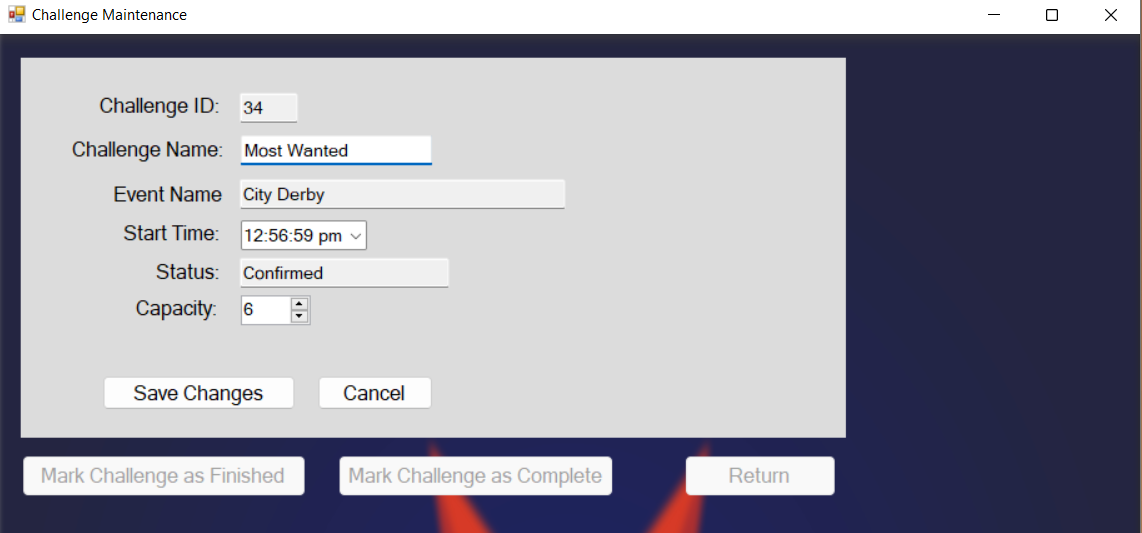 Challenge Maintenance
Challenge ID: 34
Challenge Name: Most Wanted
Event Name City Derby
Start Time: 12:56:59 pm
Status: Confirmed
Capacity: 6
Save Changes Cancel
Mark Challenge as Finished Mark Challenge as Complete Return